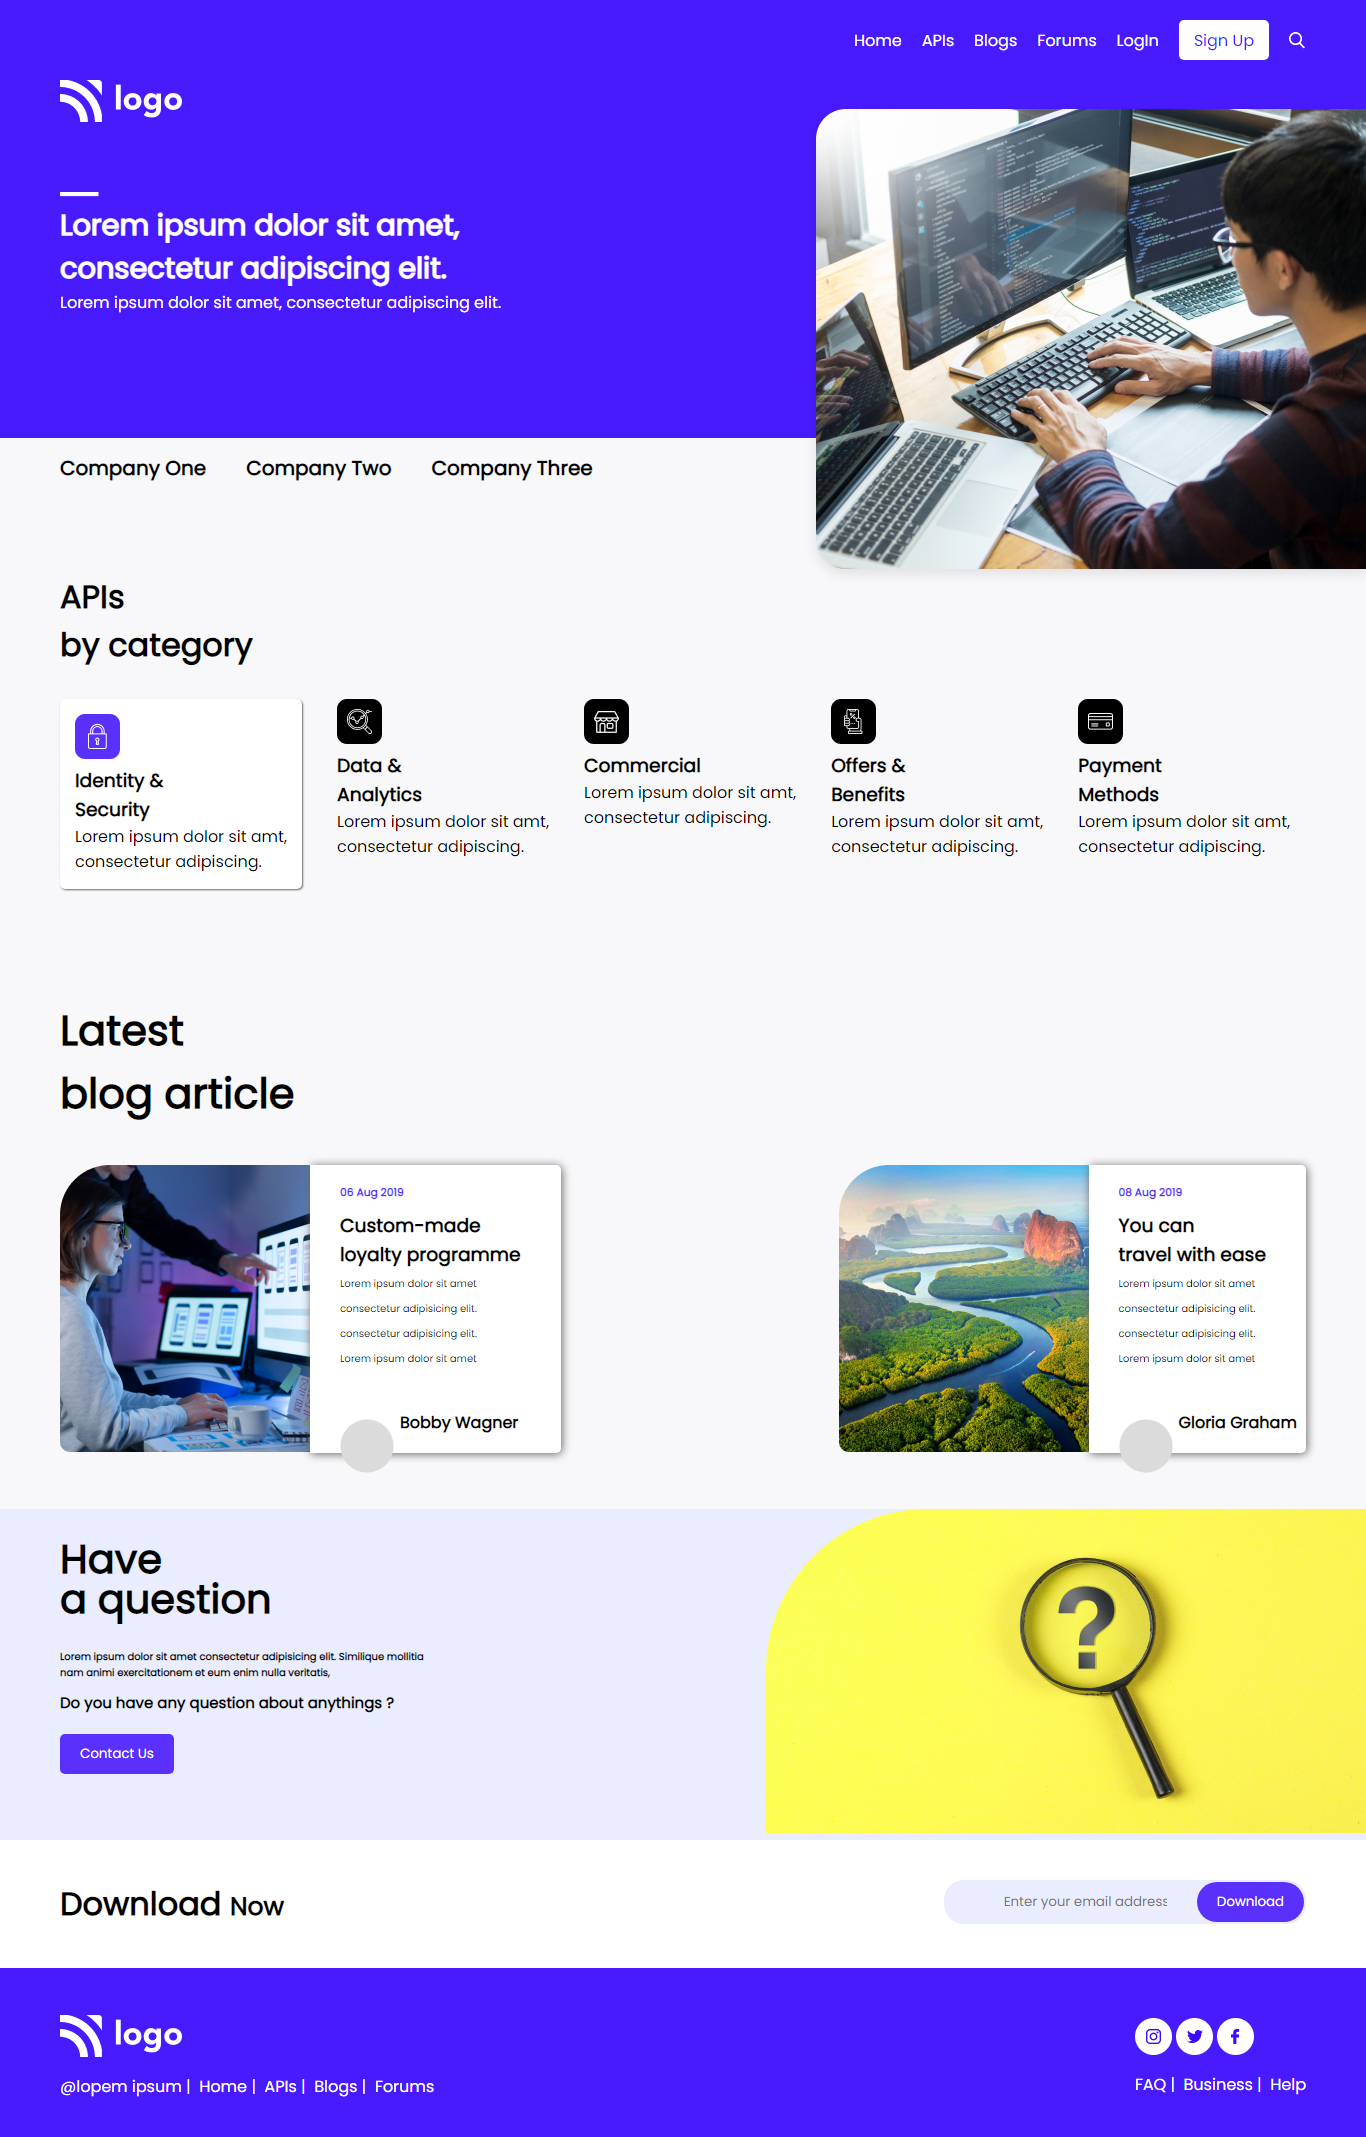 Home APIs Blogs Forums LogIn Sign Up
logo
Lorem ipsum dolor sit amet,
consectetur adipiscing elit.
Lorem ipsum dolor sit amet, consectetur adipiscing elit.
Company One Company Two Company Three
APIs
by category
Identity &
Security
Lorem ipsum dolor sit amt,
consectetur adipiscing.
Data &
Analytics
Lorem ipsum dolor sit amt,
consectetur adipiscing.
Commercial
Lorem ipsum dolor sit amt,
consectetur adipiscing.
Offers &
Benefits
Lorem ipsum dolor sit amt,
consectetur adipiscing.
Payment
Methods
Lorem ipsum dolor sit amt,
consectetur adipiscing.
Latest
blog article
06 Aug 2019
Custom-made
loyalty programme
Lorem ipsum dolor sit amet
consectetur adipisicing elit.
consectetur adipisicing elit.
Lorem ipsum dolor sit amet
Bobby Wagner
08 Aug 2019
You can
travel with ease
Lorem ipsum dolor sit amet
consectetur adipisicing elit.
consectetur adipisicing elit.
Lorem ipsum dolor sit amet
Gloria Graham
Have
a question
Lorem ipsum dolor sit amet consectetur adipisicing elit. Similique mollitia
nam animi exercitationem et eum enim nulla veritatis,
Do you have any question about anythings ?
Contact Us
?
Download Now
Enter your email address
Download
logo
@lopem ipsum | Home | APIs | Blogs | Forums
FAQ | Business | Help